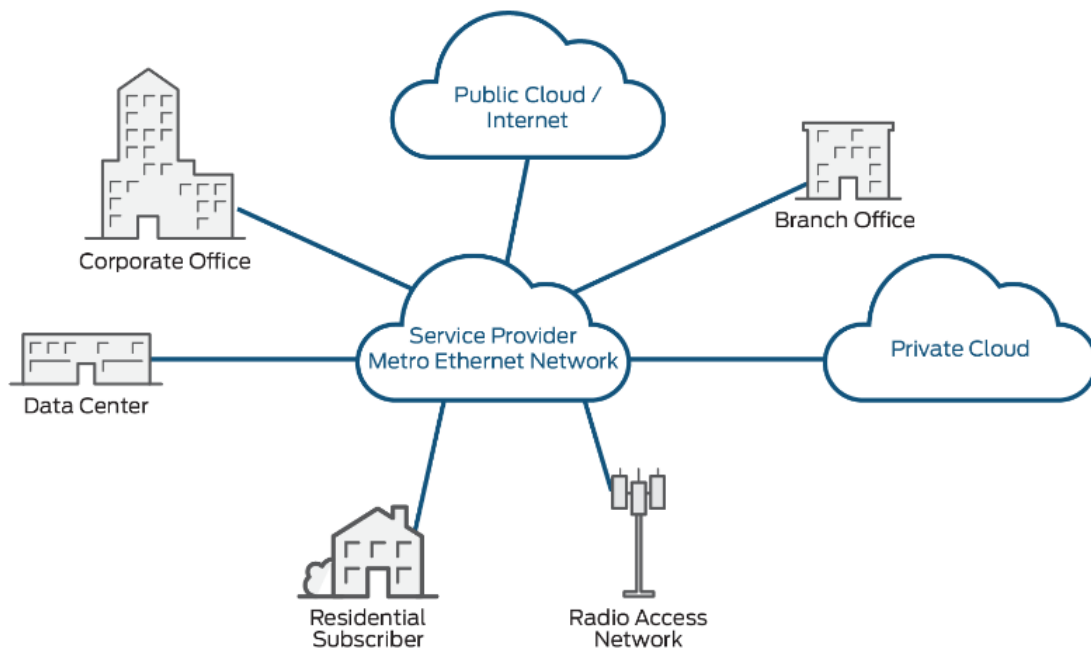 Public Cloud /
Internet
Corporate Office
Branch Office
Service Provider
Metro Ethernet Network
Private Cloud
Data Center
Residential
Subscriber
Radio Access
Network